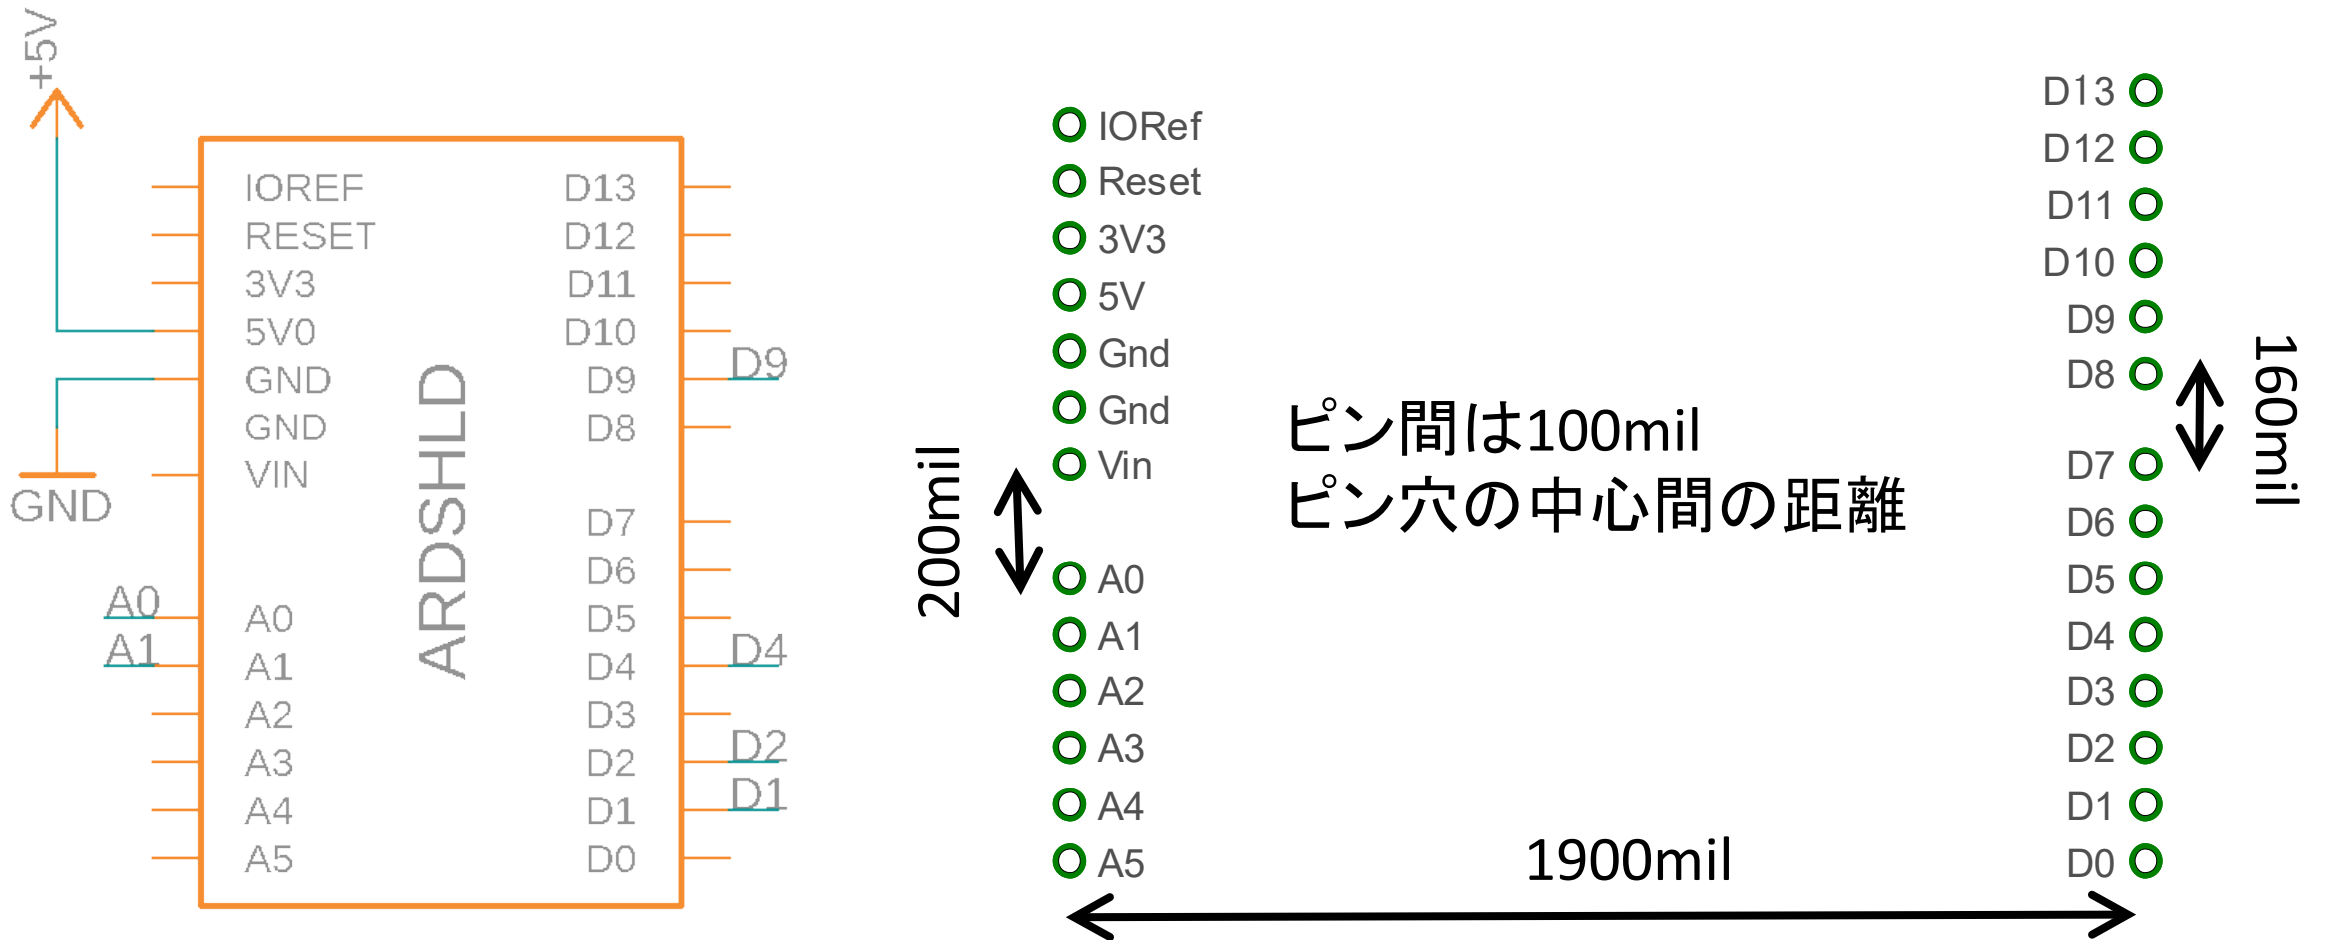 +5V
IOREF
RESET
3V3
5V0
GND
GND
VIN
A0
A1
A2
A3
A4
A5
ARDSHLD
D13
D12
D11
D10
D9
D8
D7
D6
D5
D4
D3
D2
D1
D0
GND
A0
A1
D9
D4
D2
D1
IORef
Reset
3V3
5V
Gnd
Gnd
Vin
A0
A1
A2
A3
A4
A5
2000mil
ピン間は100mil
ピン穴の中心間の距離
1900mil
D13
D12
D11
D10
D9
D8
D7
D6
D5
D4
D3
D2
D1
D0
160mil